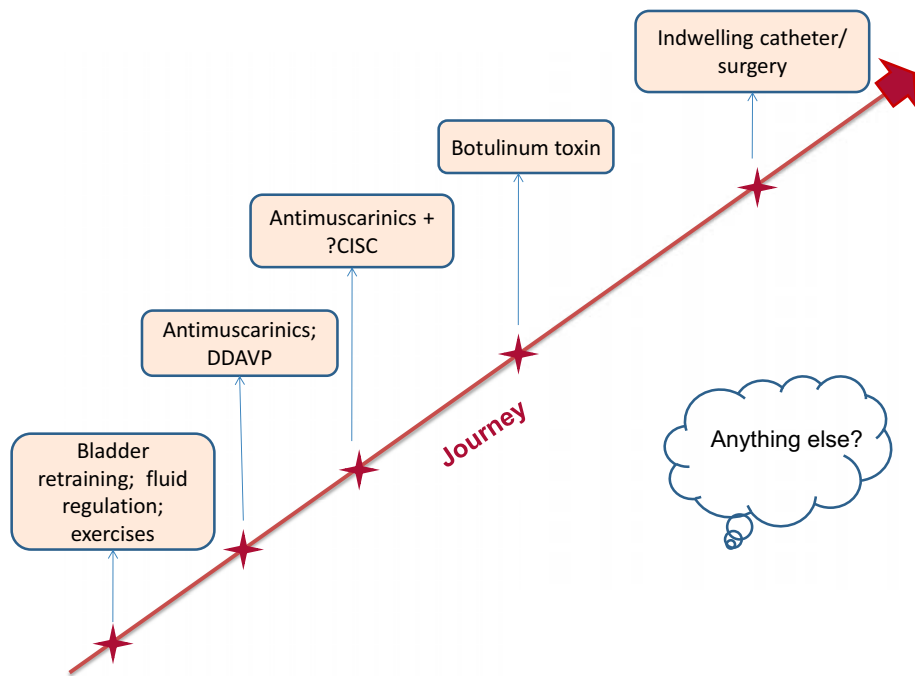 Indwelling catheter/
surgery
Botulinum toxin
Antimuscarinics +
?CISC
Antimuscarinics;
DDAVP
Bladder
retraining; fluid
regulation;
exercises
Journey
Anything else?